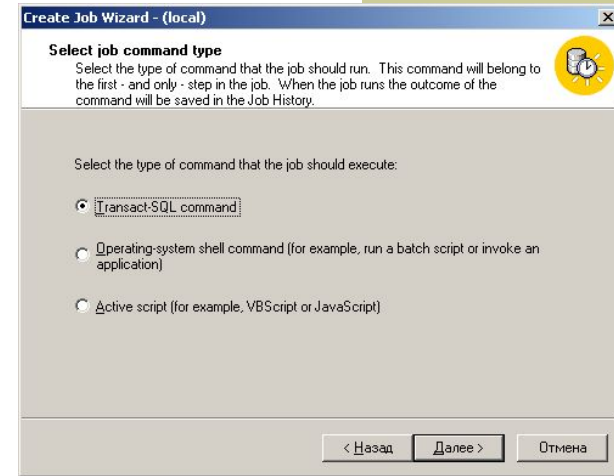 Create Job Wizard - (local)
Select job command type
Select the type of command that the job should run. This command will belong to
the first - and only - step in the job. When the job runs the outcome of the
command will be saved in the Job History.
Select the type of command that the job should execute:
Transact-SQL command
Operating-system shell command (for example, run a batch script or invoke an
application)
Active script (for example, VBScript or JavaScript)
< Назад
Далее >
Отмена